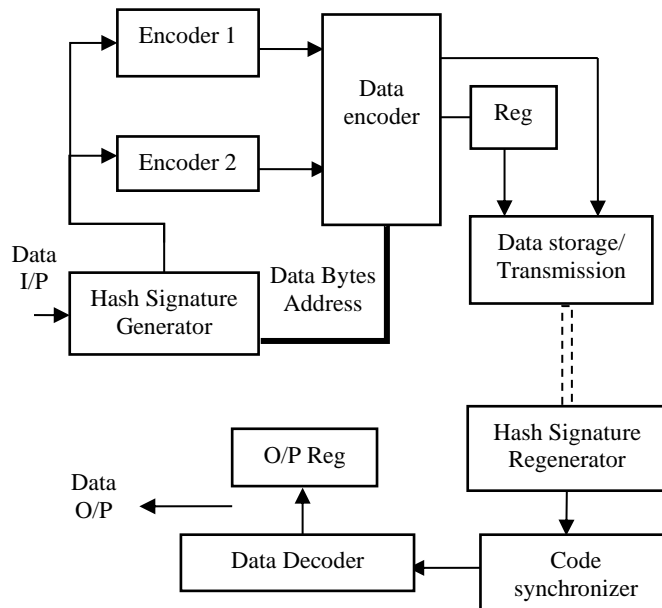 Encoder 1
Data
encoder
Reg
Encoder 2
Data
I/P
Hash Signature
Generator
Data Bytes
Address
Data storage/
Transmission
Hash Signature
Regenerator
O/P Reg
Data
O/P
Data Decoder
Code
synchronizer